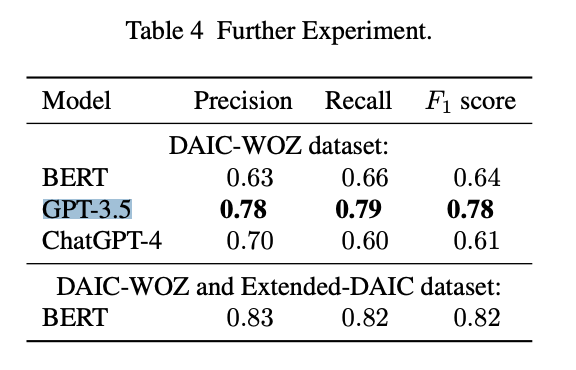 Table 4 Further Experiment.
Model Precision Recall F₁ score
DAIC-WOZ dataset:
BERT 0.63 0.66 0.64
GPT-3.5 0.78 0.79 0.78
ChatGPT-4 0.70 0.60 0.61
DAIC-WOZ and Extended-DAIC dataset:
BERT 0.83 0.82 0.82